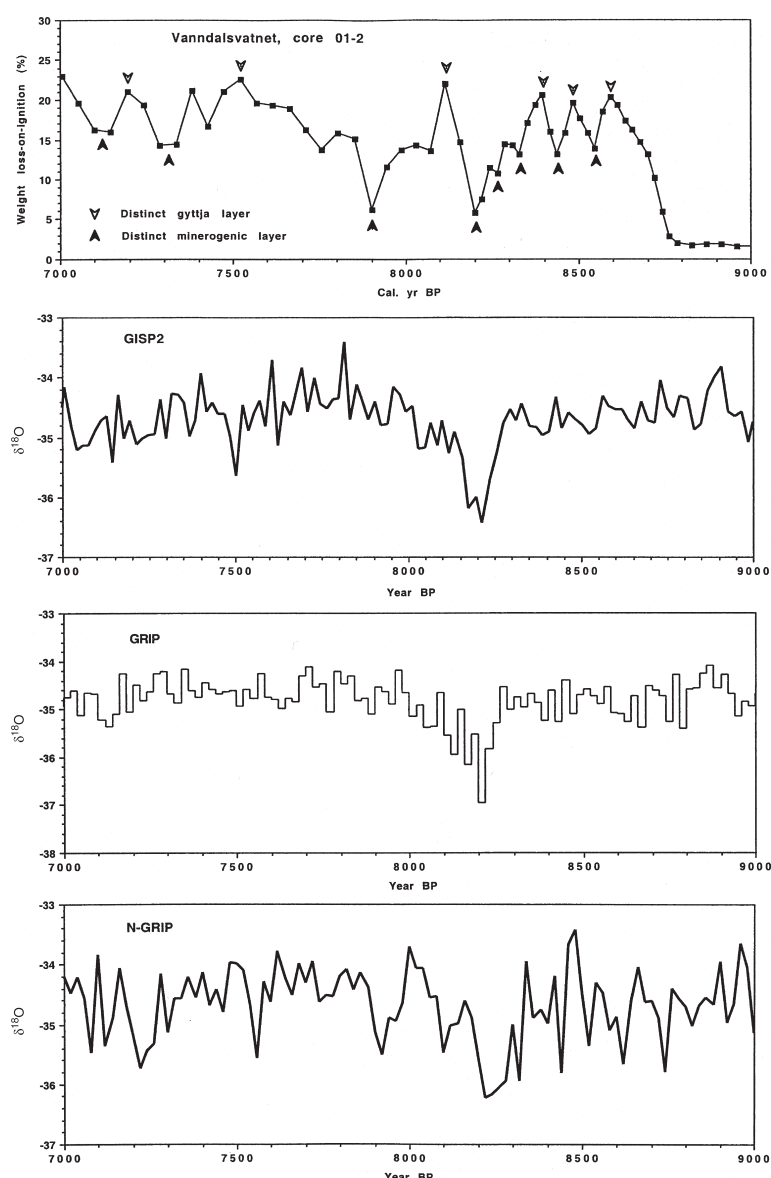 Vanndalsvatnet, core 01-2
Weight loss-on-ignition (%)
30
25
20
15
10
5
0
Distinct gyttja layer
Distinct minerogenic layer
7000 7500 8000 8500 9000
Cal. yr BP
GISP2
δ18O
-33
-34
-35
-36
-37
7000 7500 8000 8500 9000
Year BP
GRIP
δ18O
-33
-34
-35
-36
-37
-38
7000 7500 8000 8500 9000
Year BP
N-GRIP
δ18O
-33
-34
-35
-36
-37
7000 7500 8000 8500 9000
Year BP